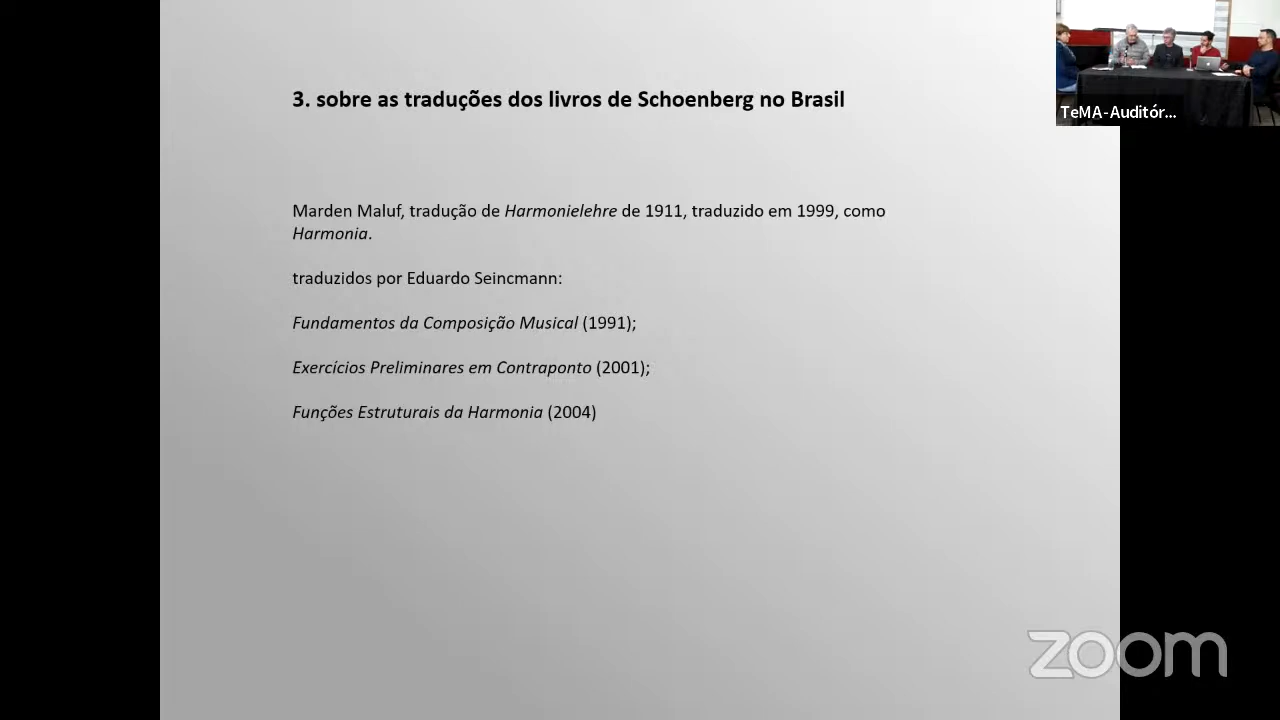 3. sobre as traduções dos livros de Schoenberg no Brasil
Marden Maluf, tradução de Harmonielehre de 1911, traduzido em 1999, como
Harmonia.
traduzidos por Eduardo Seincmann:
Fundamentos da Composição Musical (1991);
Exercícios Preliminares em Contraponto (2001);
Funções Estruturais da Harmonia (2004)
TeMA-Auditór...
zoom